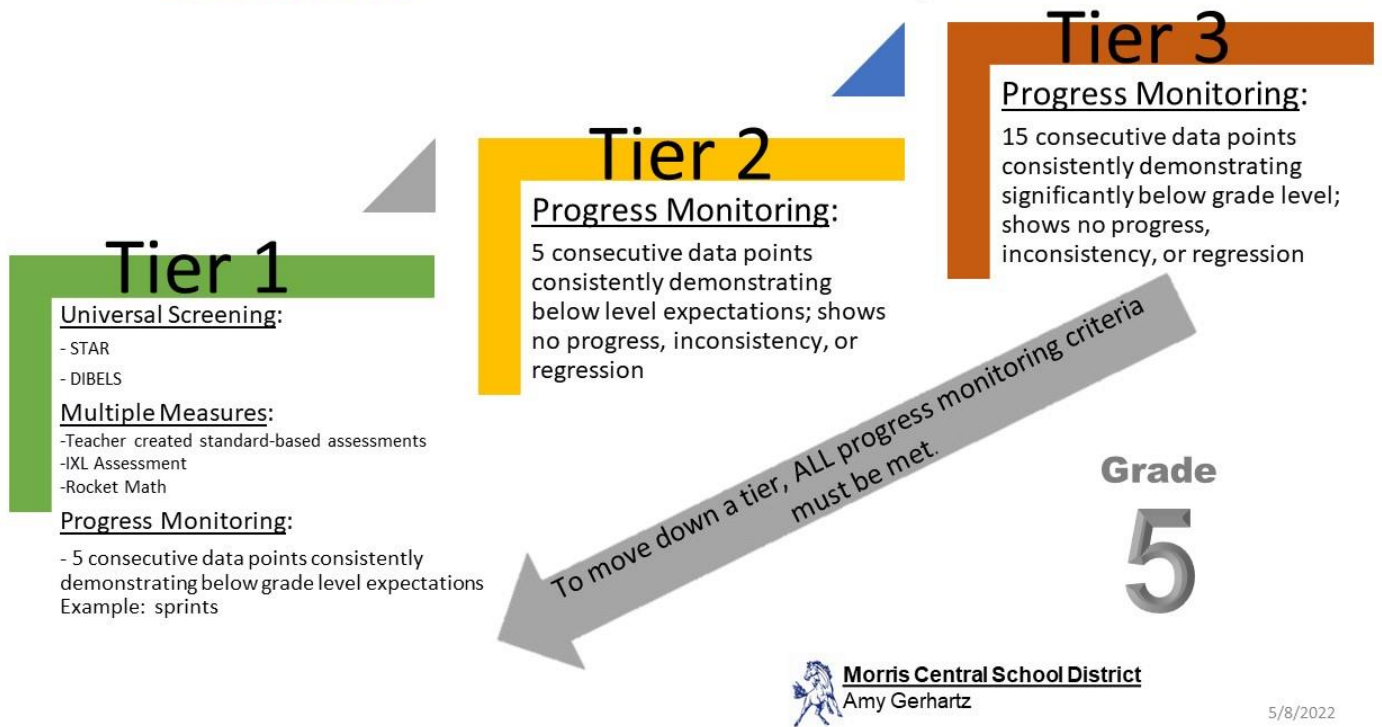 Tier 1
Universal Screening:
- STAR
- DIBELS
Multiple Measures:
-Teacher created standard-based assessments
-IXL Assessment
-Rocket Math
Progress Monitoring:
- 5 consecutive data points consistently
demonstrating below grade level expectations
Example: sprints
Tier 2
Progress Monitoring:
5 consecutive data points
consistently demonstrating
below level expectations; shows
no progress, inconsistency, or
regression
Tier 3
Progress Monitoring:
15 consecutive data points
consistently demonstrating
significantly below grade level;
shows no progress,
inconsistency, or regression
To move down a tier, ALL progress monitoring criteria
must be met.
Grade
5
Morris Central School District
Amy Gerhartz
5/8/2022